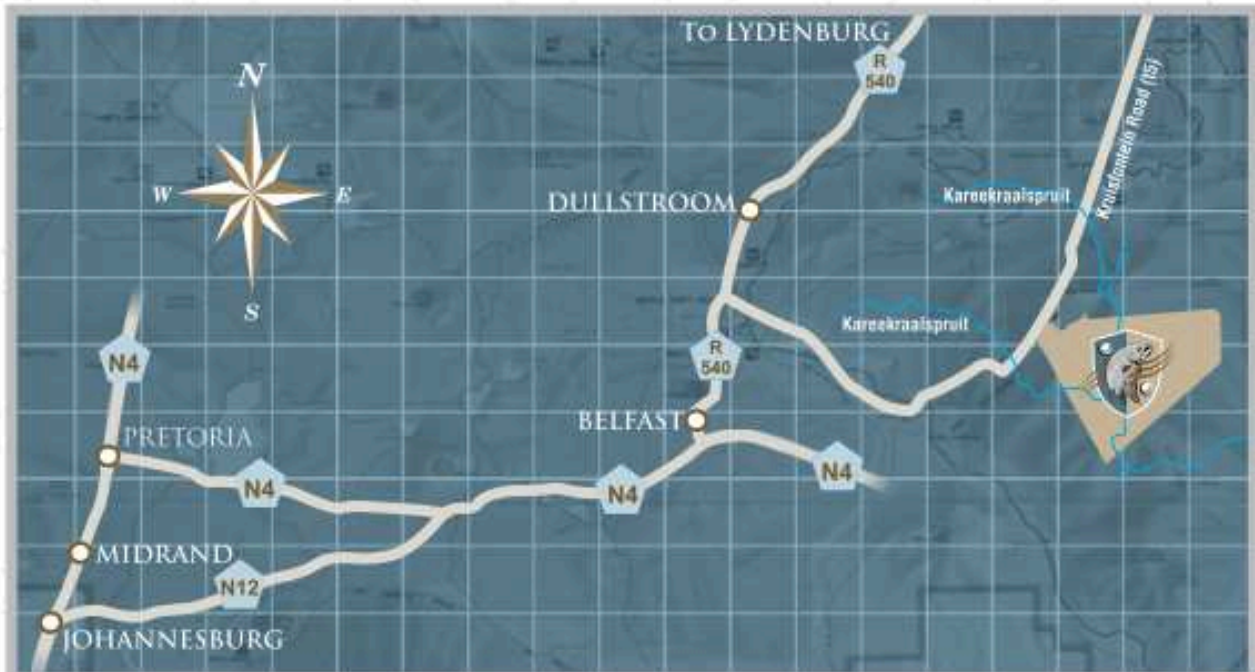 To LYDENBURG
R
540
N
W
E
S
DULLSTROOM
Kareekraalspruit
Kruisfontein Road (15)
Kareekraalspruit
N4
R
540
BELFAST
PRETORIA
N4
N4
N4
MIDRAND
N12
JOHANNESBURG